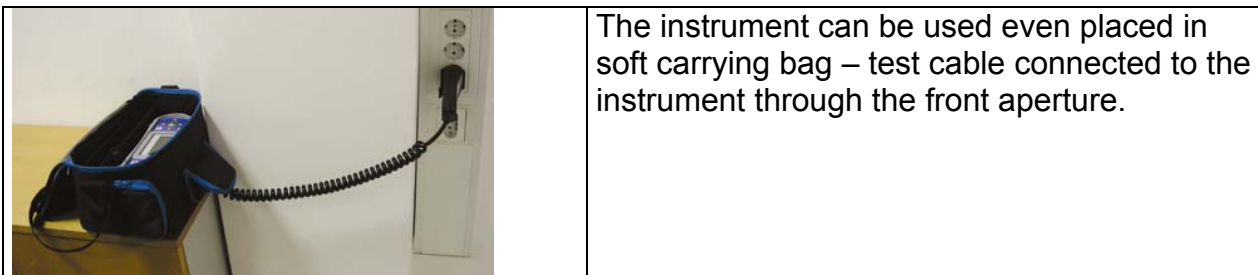 The instrument can be used even placed in
soft carrying bag – test cable connected to the
instrument through the front aperture.